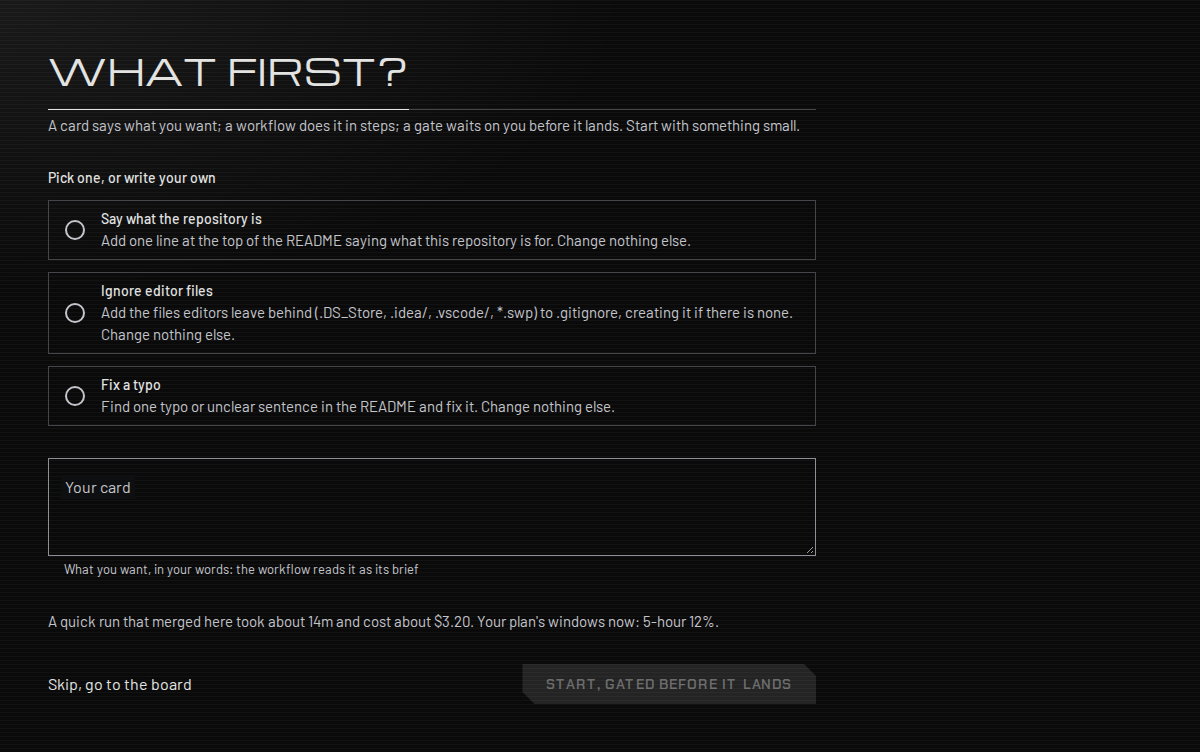 WHAT FIRST?
A card says what you want; a workflow does it in steps; a gate waits on you before it lands. Start with something small.
Pick one, or write your own
Say what the repository is
Add one line at the top of the README saying what this repository is for. Change nothing else.
Ignore editor files
Add the files editors leave behind (.DS_Store, .idea/, .vscode/, *.swp) to .gitignore, creating it if there is none.
Change nothing else.
Fix a typo
Find one typo or unclear sentence in the README and fix it. Change nothing else.
Your card
What you want, in your words: the workflow reads it as its brief
A quick run that merged here took about 14m and cost about $3.20. Your plan's windows now: 5-hour 12%.
Skip, go to the board
START, GATED BEFORE IT LANDS